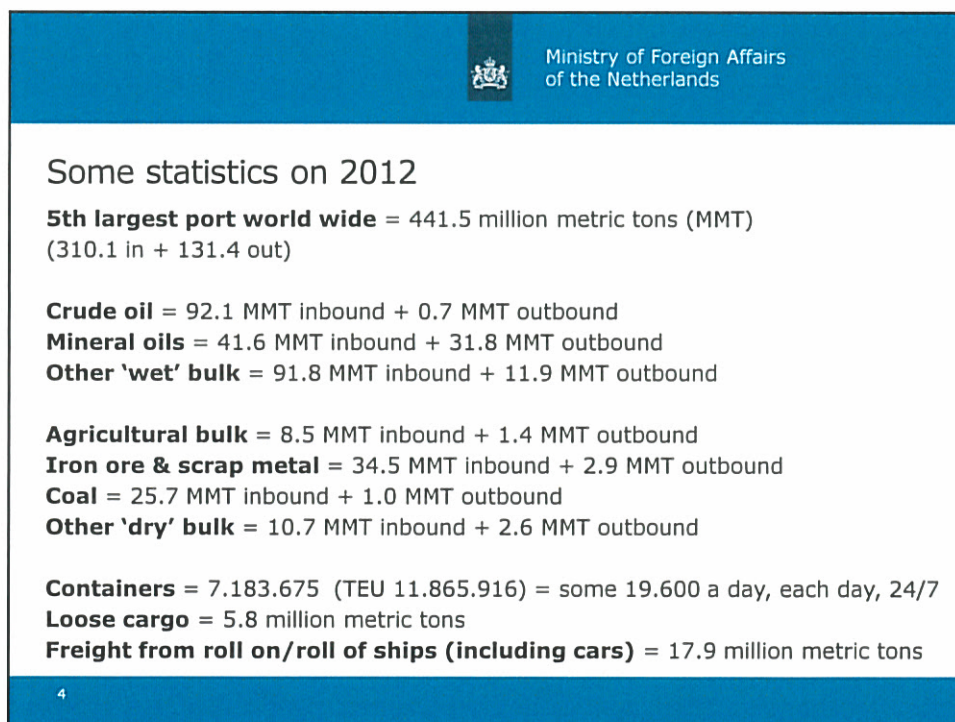 Ministry of Foreign Affairs
of the Netherlands
Some statistics on 2012
5th largest port world wide = 441.5 million metric tons (MMT)
(310.1 in + 131.4 out)
Crude oil = 92.1 MMT inbound + 0.7 MMT outbound
Mineral oils = 41.6 MMT inbound + 31.8 MMT outbound
Other ‘wet’ bulk = 91.8 MMT inbound + 11.9 MMT outbound
Agricultural bulk = 8.5 MMT inbound + 1.4 MMT outbound
Iron ore & scrap metal = 34.5 MMT inbound + 2.9 MMT outbound
Coal = 25.7 MMT inbound + 1.0 MMT outbound
Other ‘dry’ bulk = 10.7 MMT inbound + 2.6 MMT outbound
Containers = 7.183.675 (TEU 11.865.916) = some 19.600 a day, each day, 24/7
Loose cargo = 5.8 million metric tons
Freight from roll on/roll of ships (including cars) = 17.9 million metric tons
4